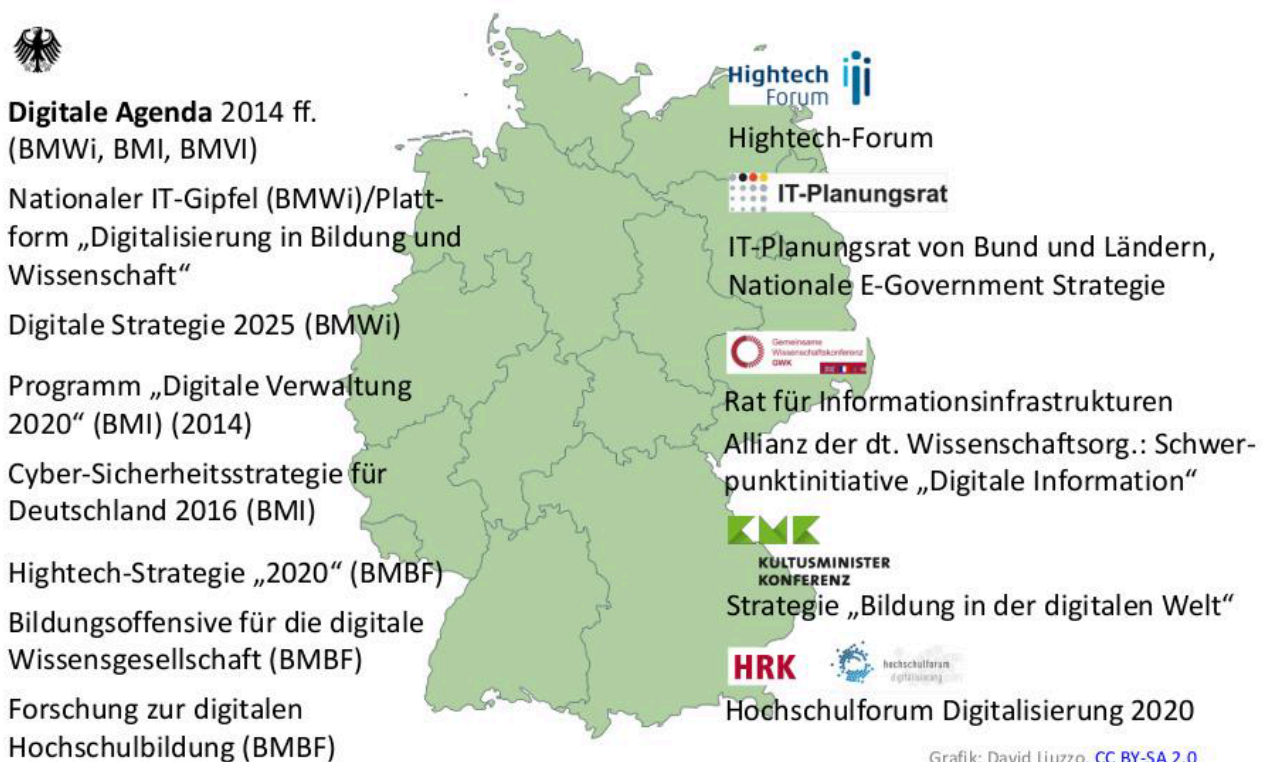 Digitale Agenda 2014 ff.
(BMWi, BMI, BMVI)
Nationaler IT-Gipfel (BMWi)/Platt-
form „Digitalisierung in Bildung und
Wissenschaft“
Digitale Strategie 2025 (BMWi)
Programm „Digitale Verwaltung
2020“ (BMI) (2014)
Cyber-Sicherheitsstrategie für
Deutschland 2016 (BMI)
Hightech-Strategie „2020“ (BMBF)
Bildungsoffensive für die digitale
Wissensgesellschaft (BMBF)
Forschung zur digitalen
Hochschulbildung (BMBF)
Hightech
Forum
Hightech-Forum
IT-Planungsrat
IT-Planungsrat von Bund und Ländern,
Nationale E-Government Strategie
Gemeinsame
Wissenschaftskonferenz
GWK
Rat für Informationsinfrastrukturen
Allianz der dt. Wissenschaftsorg.: Schwer-
punktinitiative „Digitale Information“
KMK
KULTUSMINISTER
KONFERENZ
Strategie „Bildung in der digitalen Welt“
HRK
hochschulforum
digitalisierung
Hochschulforum Digitalisierung 2020
Grafik: David Liuzzo, CC BY-SA 2.0